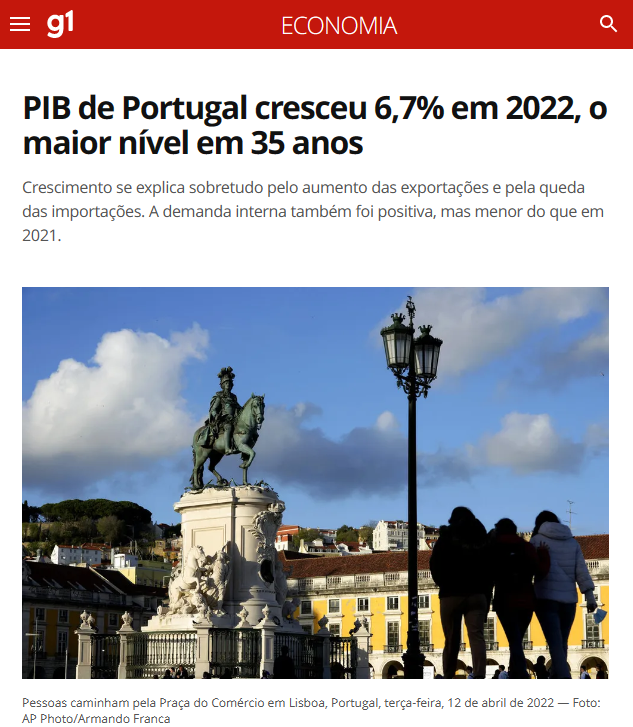 g1
ECONOMIA
PIB de Portugal cresceu 6,7% em 2022, o
maior nível em 35 anos
Crescimento se explica sobretudo pelo aumento das exportações e pela queda
das importações. A demanda interna também foi positiva, mas menor do que em
2021.
Pessoas caminham pela Praça do Comércio em Lisboa, Portugal, terça-feira, 12 de abril de 2022 — Foto:
AP Photo/Armando Franca